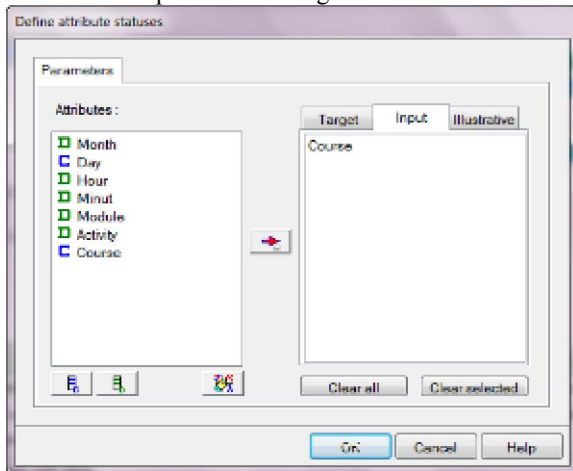 Define attribute statuses
Parameters
Attributes :
Month
Day
Hour
Minut
Module
Activity
Course
Target Input Illustrative
Course
Clear all Clear selected
OK Cancel Help